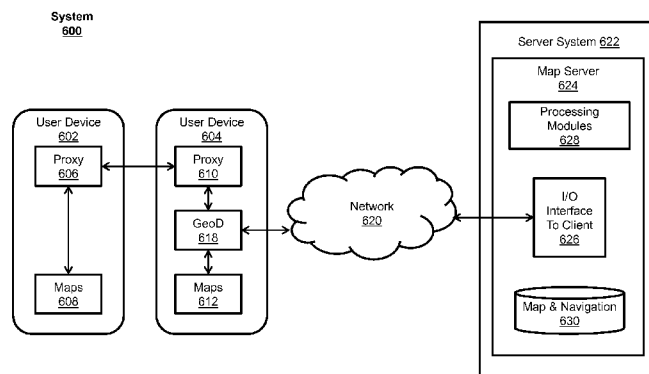 System
600
User Device
602
Proxy
606
Maps
608
User Device
604
Proxy
610
GeoD
618
Maps
612
Network
620
Server System 622
Map Server
624
Processing
Modules
628
I/O
Interface
To Client
626
Map & Navigation
630